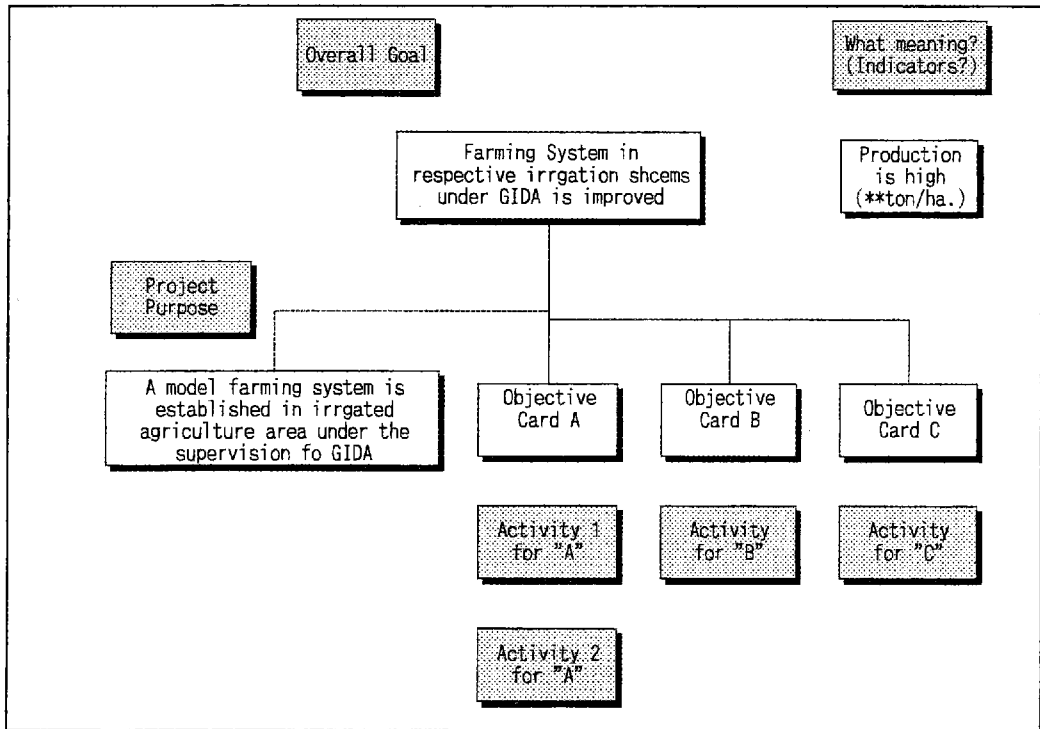 Overall Goal
What meaning?
(Indicators?)
Farming System in
respective irrgation shcems
under GIDA is improved
Production
is high
(**ton/ha.)
Project
Purpose
A model farming system is
established in irrgated
agriculture area under the
supervision fo GIDA
Objective
Card A
Objective
Card B
Objective
Card C
Activity 1
for "A"
Activity
for "B"
Activity
for "C"
Activity 2
for "A"